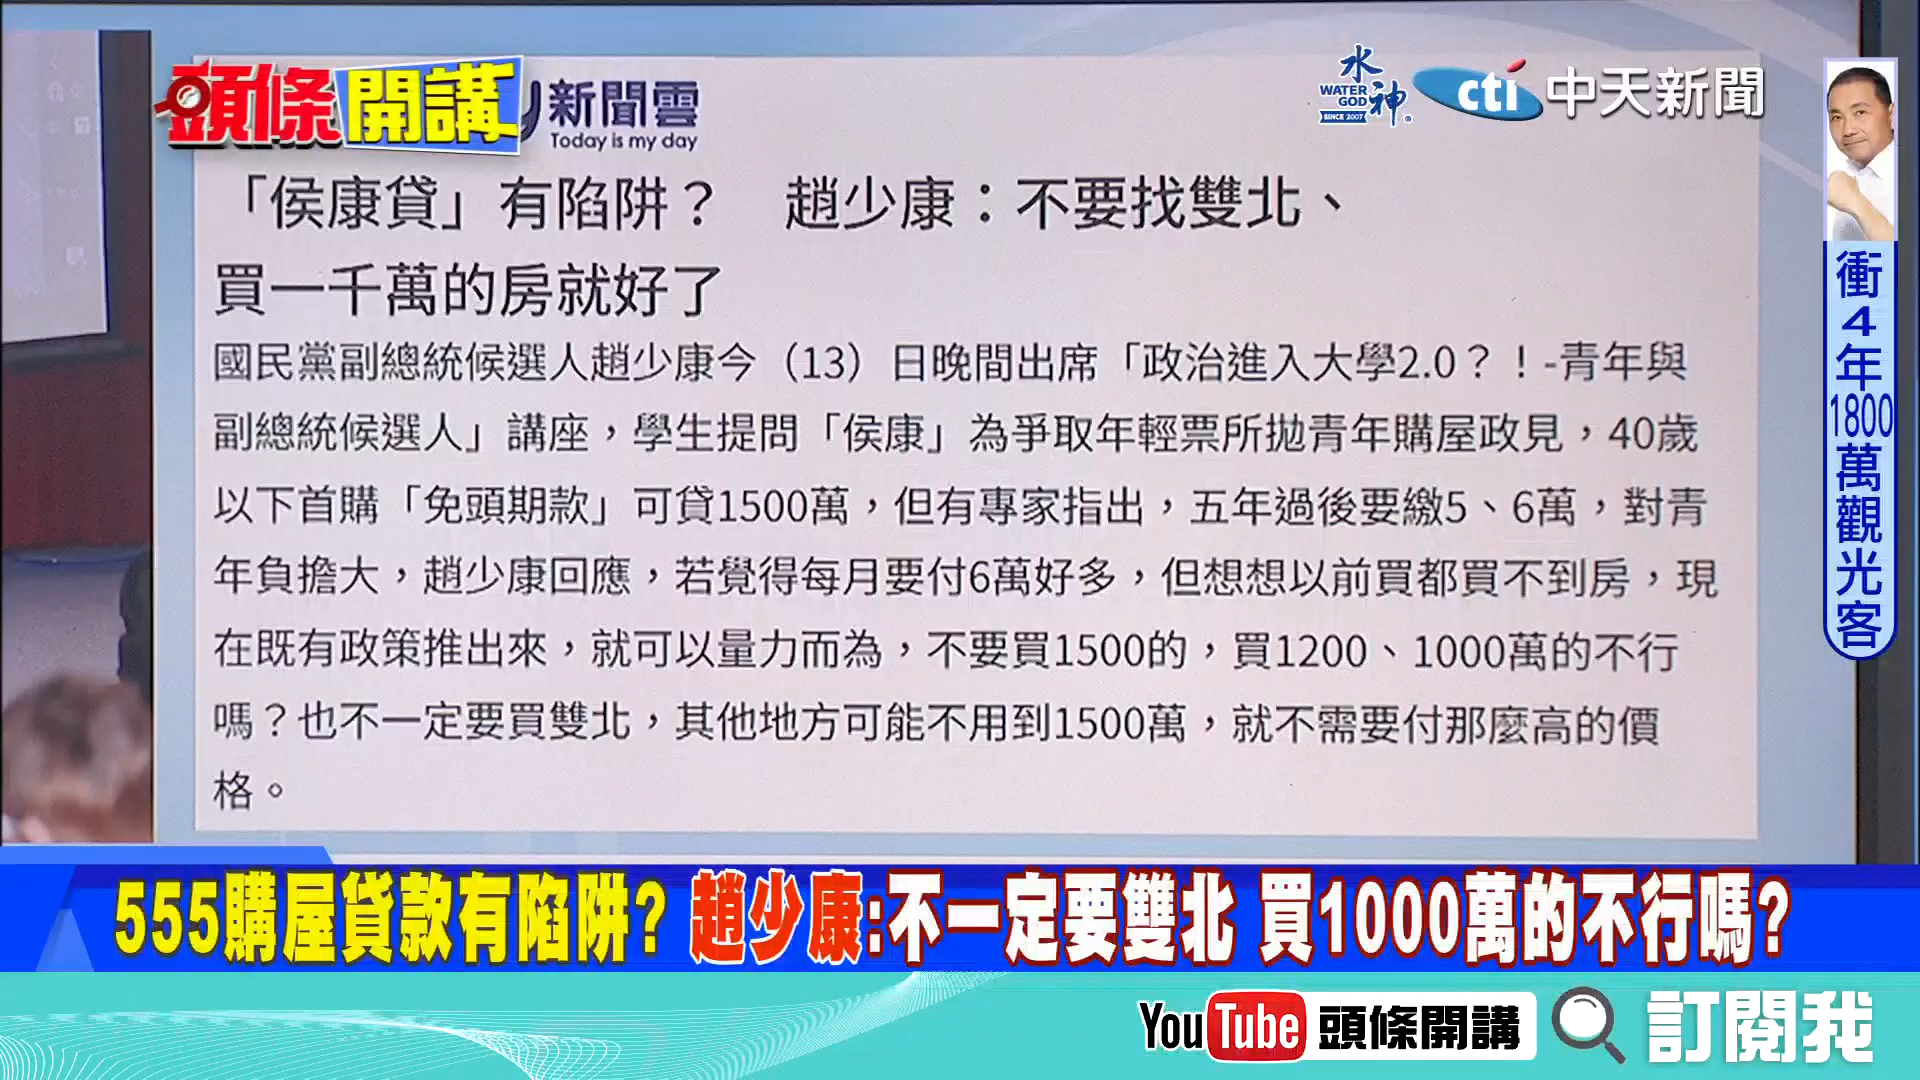 頭條開講
新聞雲
Today is my day
水神
WATER GOD
SINCE 2007
cti 中天新聞
「侯康貸」有陷阱？ 趙少康：不要找雙北、
買一千萬的房就好了
國民黨副總統候選人趙少康今（13）日晚間出席「政治進入大學2.0？！-青年與
副總統候選人」講座，學生提問「侯康」為爭取年輕票所拋青年購屋政見，40歲
以下首購「免頭期款」可貸1500萬，但有專家指出，五年過後要繳5、6萬，對青
年負擔大，趙少康回應，若覺得每月要付6萬好多，但想想以前買都買不到房，現
在既有政策推出來，就可以量力而為，不要買1500的，買1200、1000萬的不行
嗎？也不一定要買雙北，其他地方可能不用到1500萬，就不需要付那麼高的價
格。
衝4年1800萬觀光客
555購屋貸款有陷阱? 趙少康:不一定要雙北 買1000萬的不行嗎?
YouTube 頭條開講 訂閱我